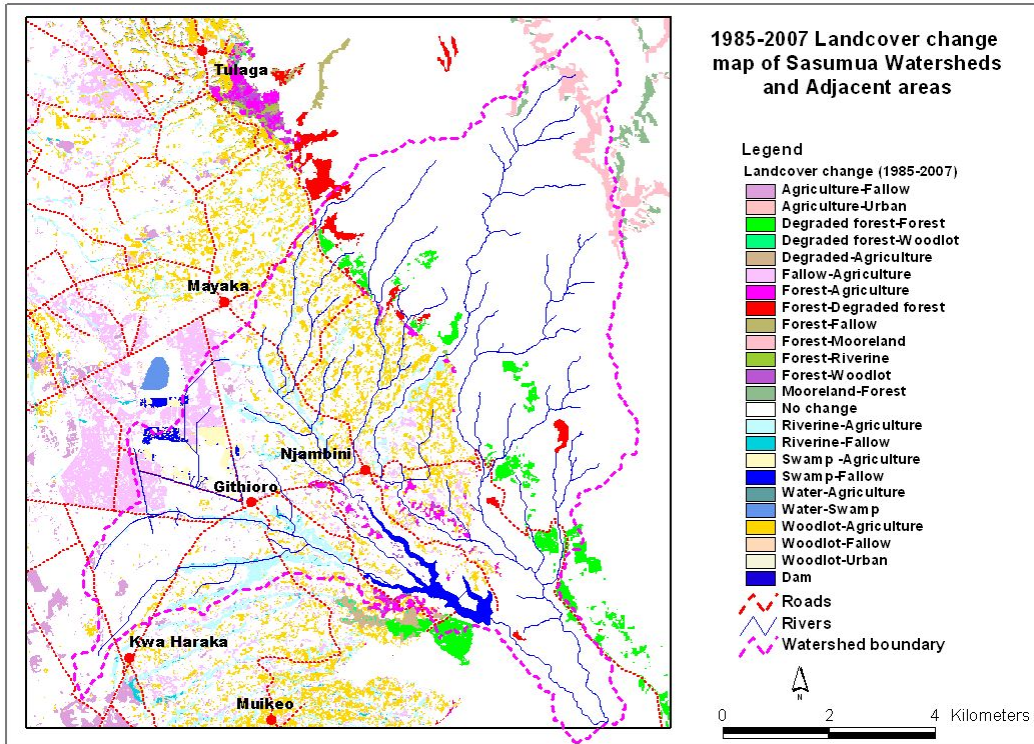 1985-2007 Landcover change
map of Sasumua Watersheds
and Adjacent areas
Tulaga
Mayaka
Njambini
Githioro
Kwa Haraka
Muikeo
Legend
Landcover change (1985-2007)
Agriculture-Fallow
Agriculture-Urban
Degraded forest-Forest
Degraded forest-Woodlot
Degraded-Agriculture
Fallow-Agriculture
Forest-Agriculture
Forest-Degraded forest
Forest-Fallow
Forest-Mooreland
Forest-Riverine
Forest-Woodlot
Mooreland-Forest
No change
Riverine-Agriculture
Riverine-Fallow
Swamp -Agriculture
Swamp-Fallow
Water-Agriculture
Water-Swamp
Woodlot-Agriculture
Woodlot-Fallow
Woodlot-Urban
Dam
Roads
Rivers
Watershed boundary
N
0 2 4 Kilometers